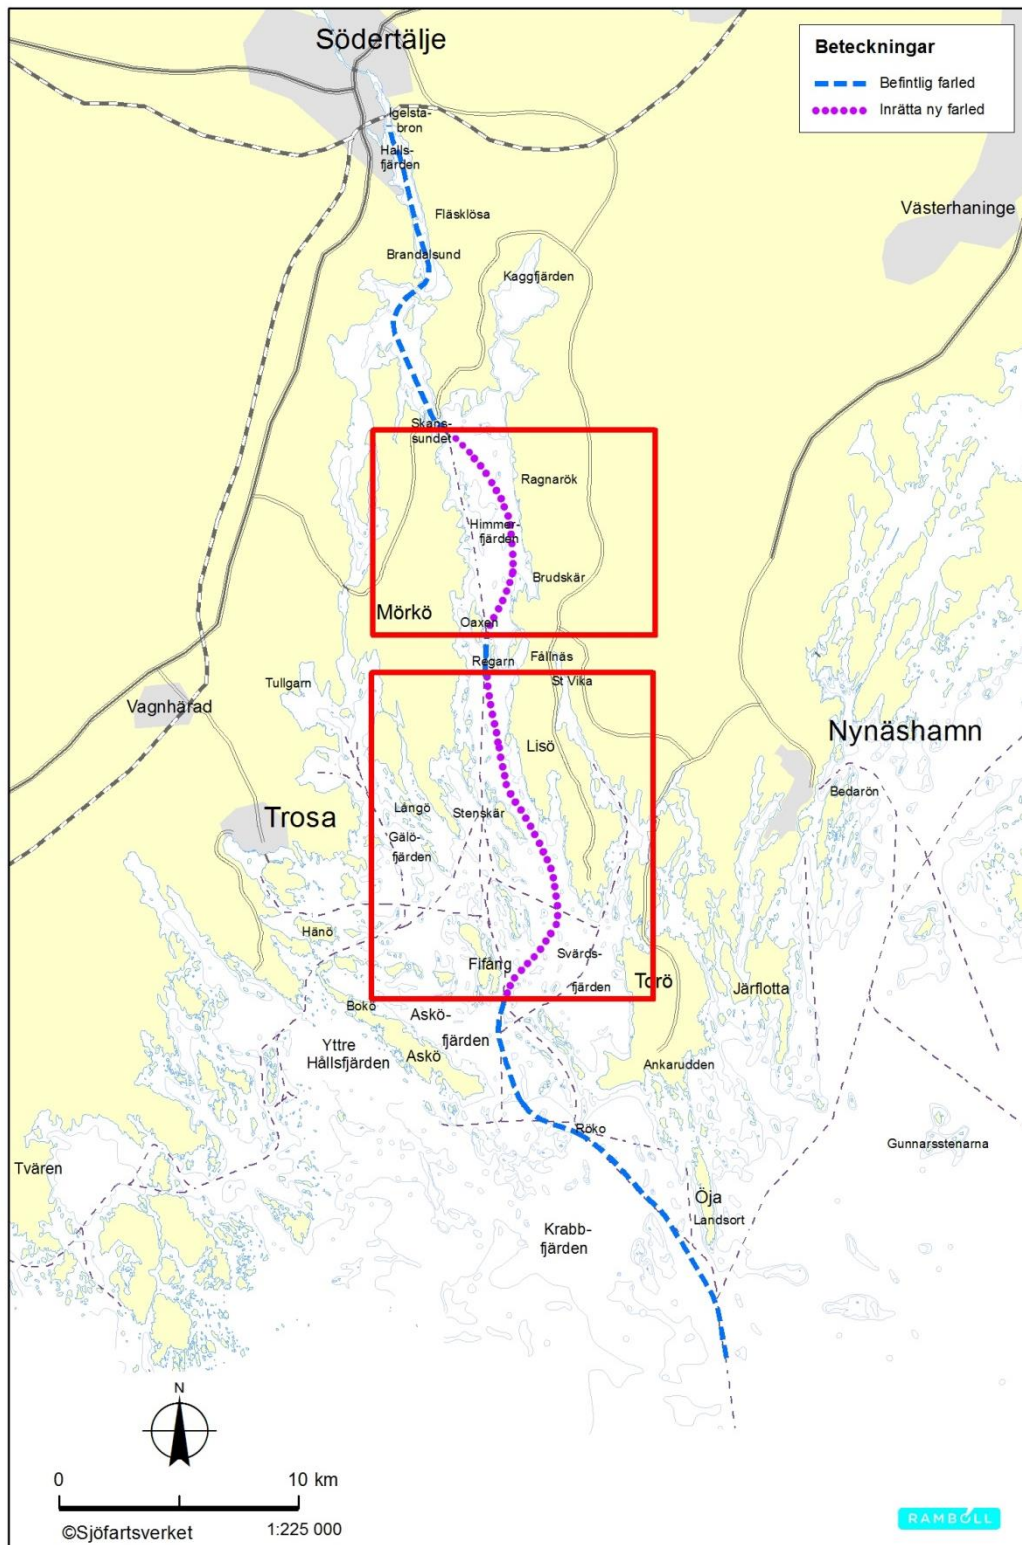 Södertälje
Beteckningar
Befintlig farled
Inrätta ny farled
Igelsta-
bron
Halls-
fjärden
Västerhaninge
Fläsklösa
Brandalsund
Kaggfjärden
Skans-
sundet
Ragnarök
Himmer-
fjärden
Brudskär
Mörkö
Oaxen
Regarn
Fållnäs
St Vika
Tullgarn
Vagnhärad
Nynäshamn
Lisö
Bedarön
Trosa
Långö
Stenskär
Gälö-
fjärden
Hänö
Fifång
Svärds-
fjärden
Torö
Järflotta
Bokö
Askö-
fjärden
Yttre
Hållsfjärden
Askö
Ankarudden
Röko
Gunnarsstenarna
Tvären
Öja
Landsort
Krabb-
fjärden
N
0 10 km
©Sjöfartsverket 1:225 000
RAMBOLL